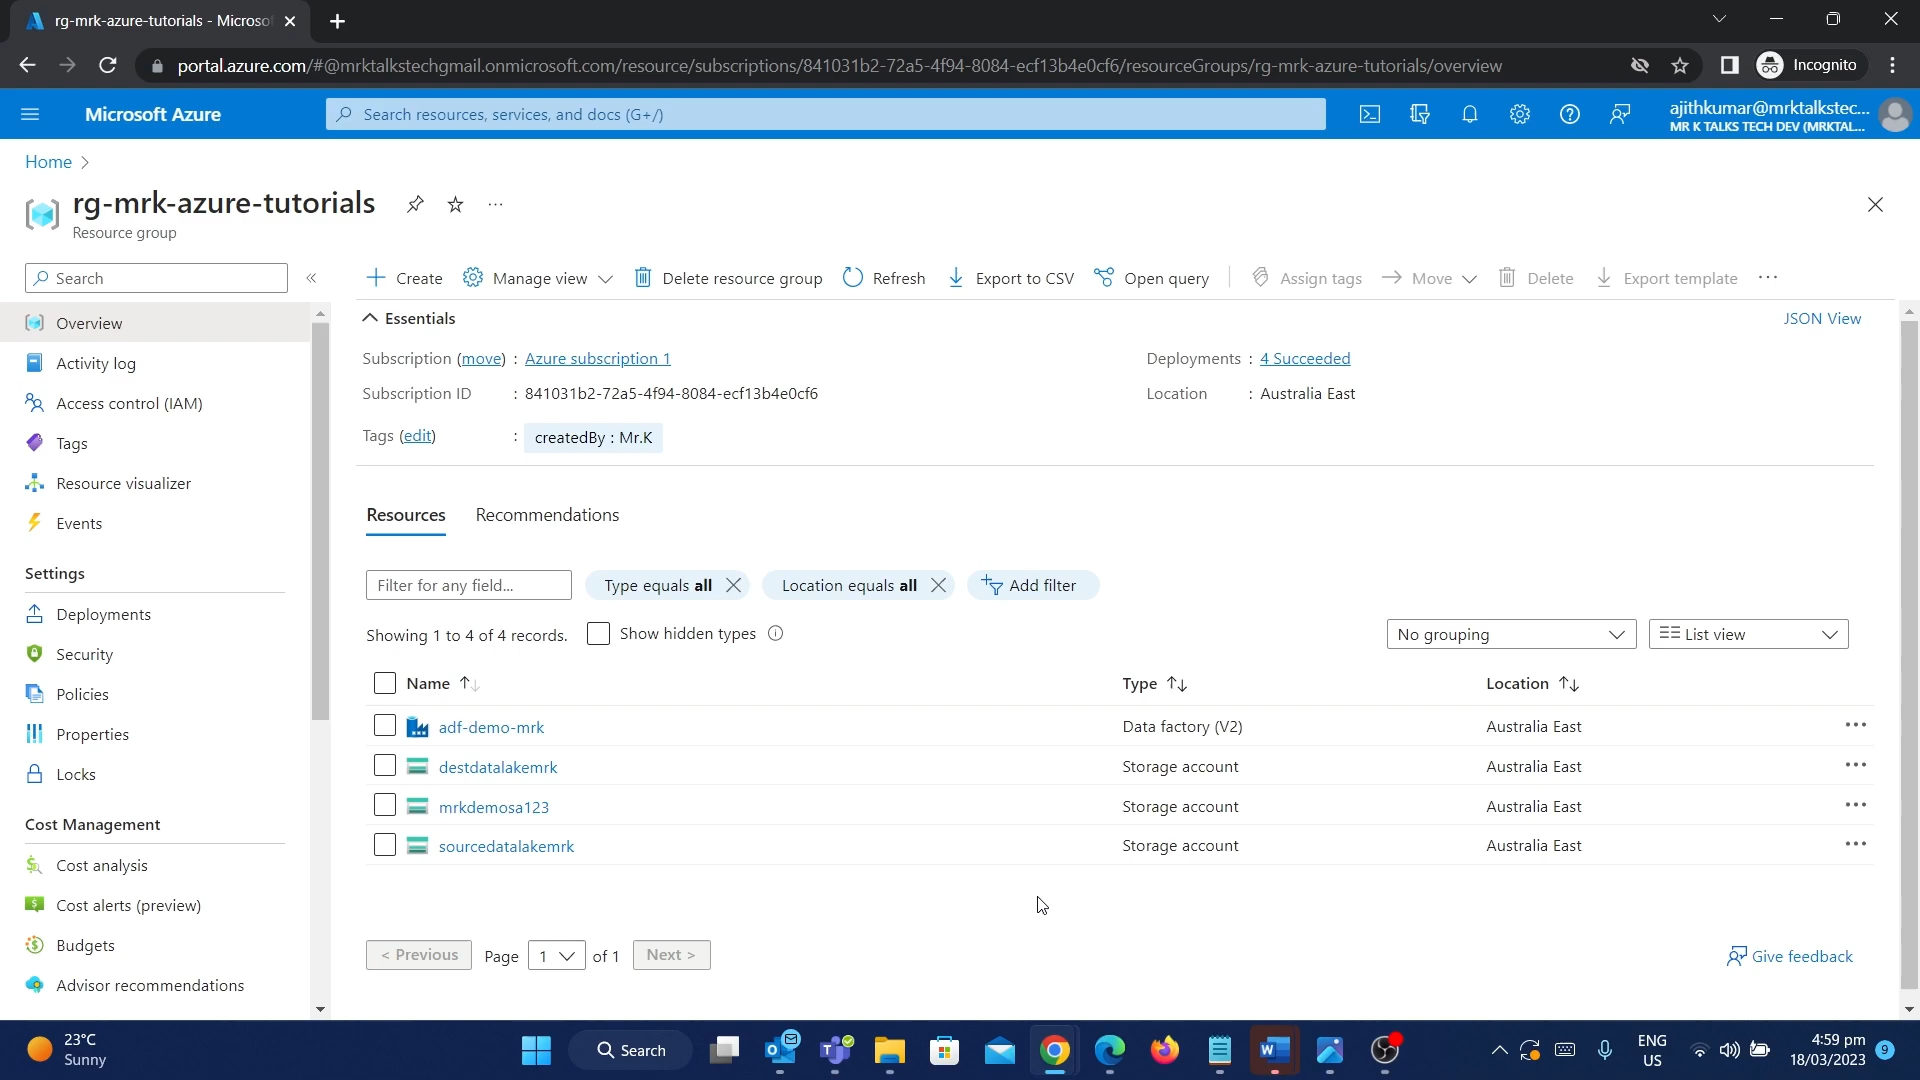 rg-mrk-azure-tutorials - Microso
portal.azure.com/#@mrktalkstechgmail.onmicrosoft.com/resource/subscriptions/841031b2-72a5-4f94-8084-ecf13b4e0cf6/resourceGroups/rg-mrk-azure-tutorials/overview
Incognito
Microsoft Azure
Search resources, services, and docs (G+/)
ajithkumar@mrktalkstec...
MR K TALKS TECH DEV (MRKTAL...
Home
rg-mrk-azure-tutorials
Resource group
Search
Create
Manage view
Delete resource group
Refresh
Export to CSV
Open query
Assign tags
Move
Delete
Export template
Overview
Activity log
Access control (IAM)
Tags
Resource visualizer
Events
Settings
Deployments
Security
Policies
Properties
Locks
Cost Management
Cost analysis
Cost alerts (preview)
Budgets
Advisor recommendations
Essentials
JSON View
Subscription (move) : Azure subscription 1
Deployments : 4 Succeeded
Subscription ID : 841031b2-72a5-4f94-8084-ecf13b4e0cf6
Location : Australia East
Tags (edit) : createdBy : Mr.K
Resources
Recommendations
Filter for any field...
Type equals all
Location equals all
Add filter
Showing 1 to 4 of 4 records.
Show hidden types
No grouping
List view
Name Type Location
adf-demo-mrk Data factory (V2) Australia East
destdatalakemrk Storage account Australia East
mrkdemosa123 Storage account Australia East
sourcedatalakemrk Storage account Australia East
< Previous Page 1 of 1 Next >
Give feedback
23°C
Sunny
Search
ENG
US
4:59 pm
18/03/2023
9